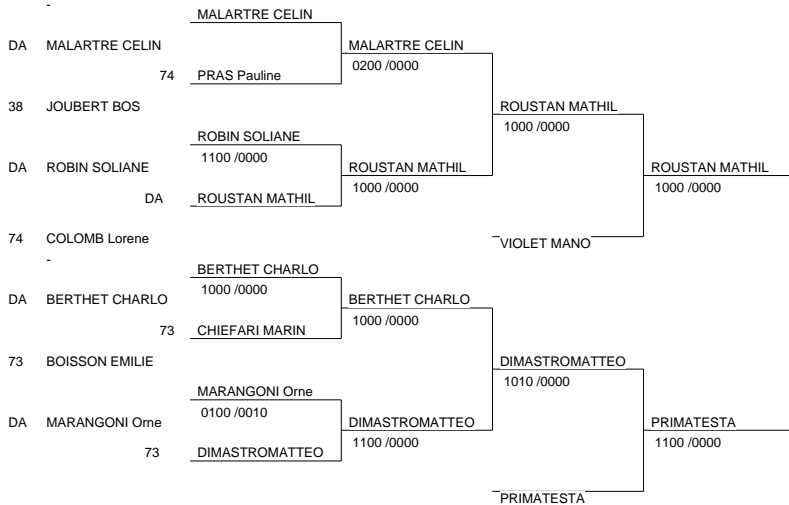 -
MALARTRE CELIN
DA MALARTRE CELIN MALARTRE CELIN
0200 /0000
74 PRAS Pauline
38 JOUBERT BOS ROUSTAN MATHIL
1000 /0000
ROBIN SOLIANE
1100 /0000
DA ROBIN SOLIANE ROUSTAN MATHIL ROUSTAN MATHIL
1000 /0000 1000 /0000
DA ROUSTAN MATHIL
74 COLOMB Lorene VIOLET MANO
-
BERTHET CHARLO
1000 /0000
DA BERTHET CHARLO BERTHET CHARLO
1000 /0000
73 CHIEFARI MARIN
73 BOISSON EMILIE DIMASTROMATTEO
1010 /0000
MARANGONI Orne
0100 /0010
DA MARANGONI Orne DIMASTROMATTEO PRIMATESTA
1100 /0000 1100 /0000
73 DIMASTROMATTEO
PRIMATESTA